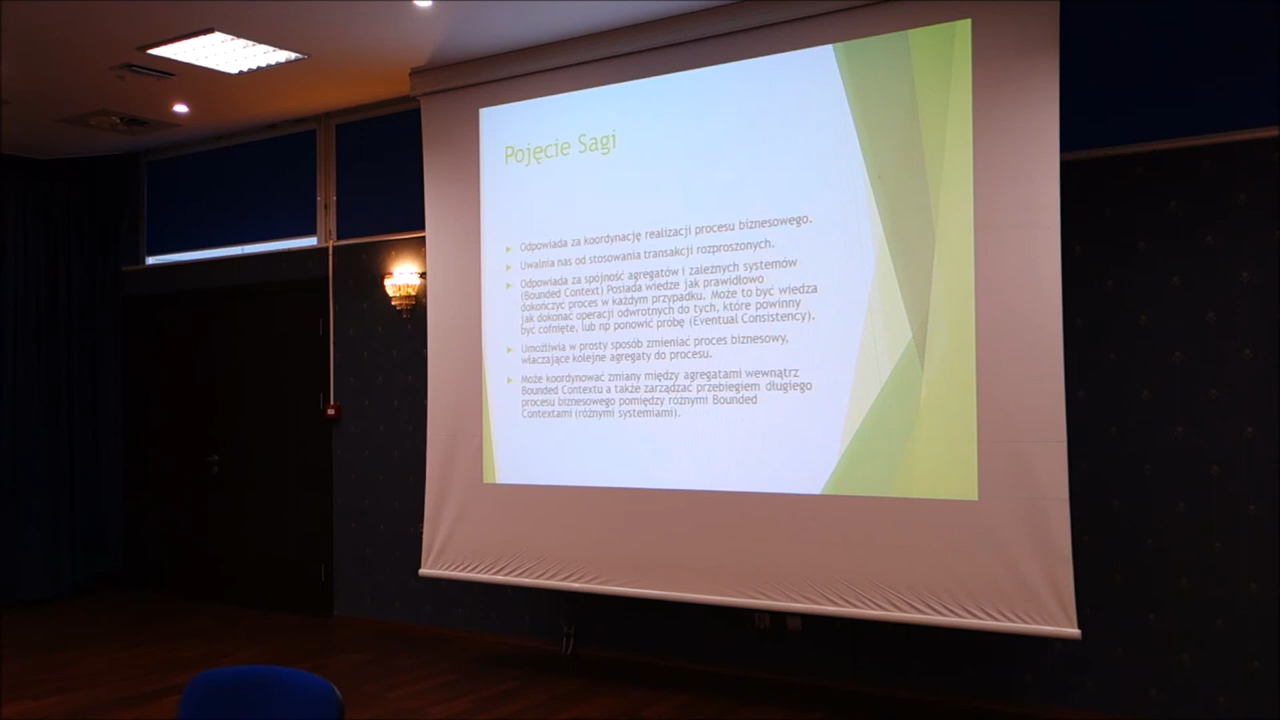 Pojęcie Sagi
Odpowiada za koordynację realizacji procesu biznesowego.
Uwalnia nas od stosowania transakcji rozproszonych.
Odpowiada za spójność agregatów i zależnych systemów
(Bounded Context) Posiada wiedze jak prawidłowo
dokończyć proces w każdym przypadku. Może to być wiedza
jak dokonać operacji odwrotnych do tych, które powinny
być cofnięte, lub np ponowić próbę (Eventual Consistency).
Umożliwia w prosty sposób zmieniać proces biznesowy,
właczające kolejne agregaty do procesu.
Może koordynować zmiany między agregatami wewnątrz
Bounded Contextu a także zarządzać przebiegiem długiego
procesu biznesowego pomiędzy różnymi Bounded
Contextami (różnymi systemiami).